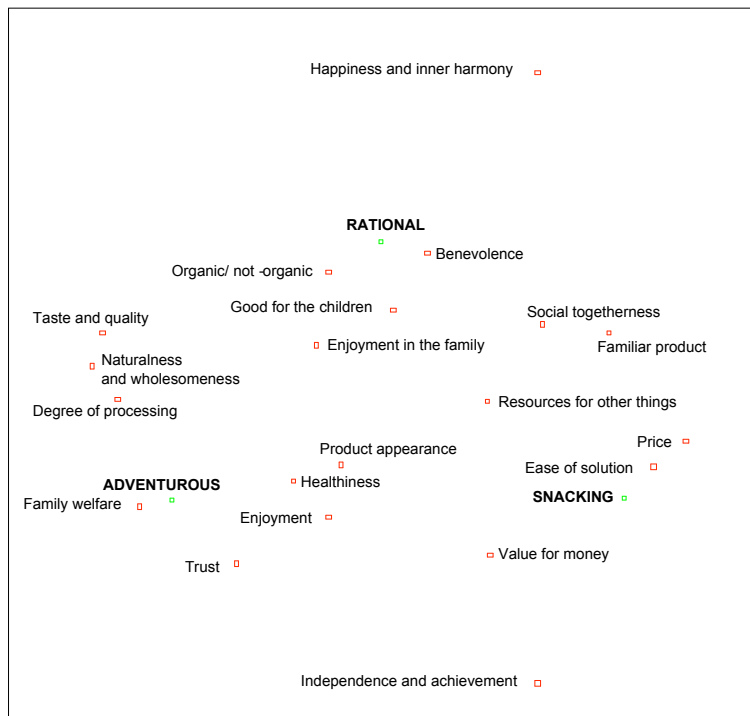 Happiness and inner harmony
RATIONAL
Benevolence
Organic/ not -organic
Good for the children
Social togetherness
Taste and quality
Enjoyment in the family
Familiar product
Naturalness
and wholesomeness
Degree of processing
Resources for other things
Price
Product appearance
Ease of solution
Healthiness
ADVENTUROUS
SNACKING
Family welfare
Enjoyment
Value for money
Trust
Independence and achievement